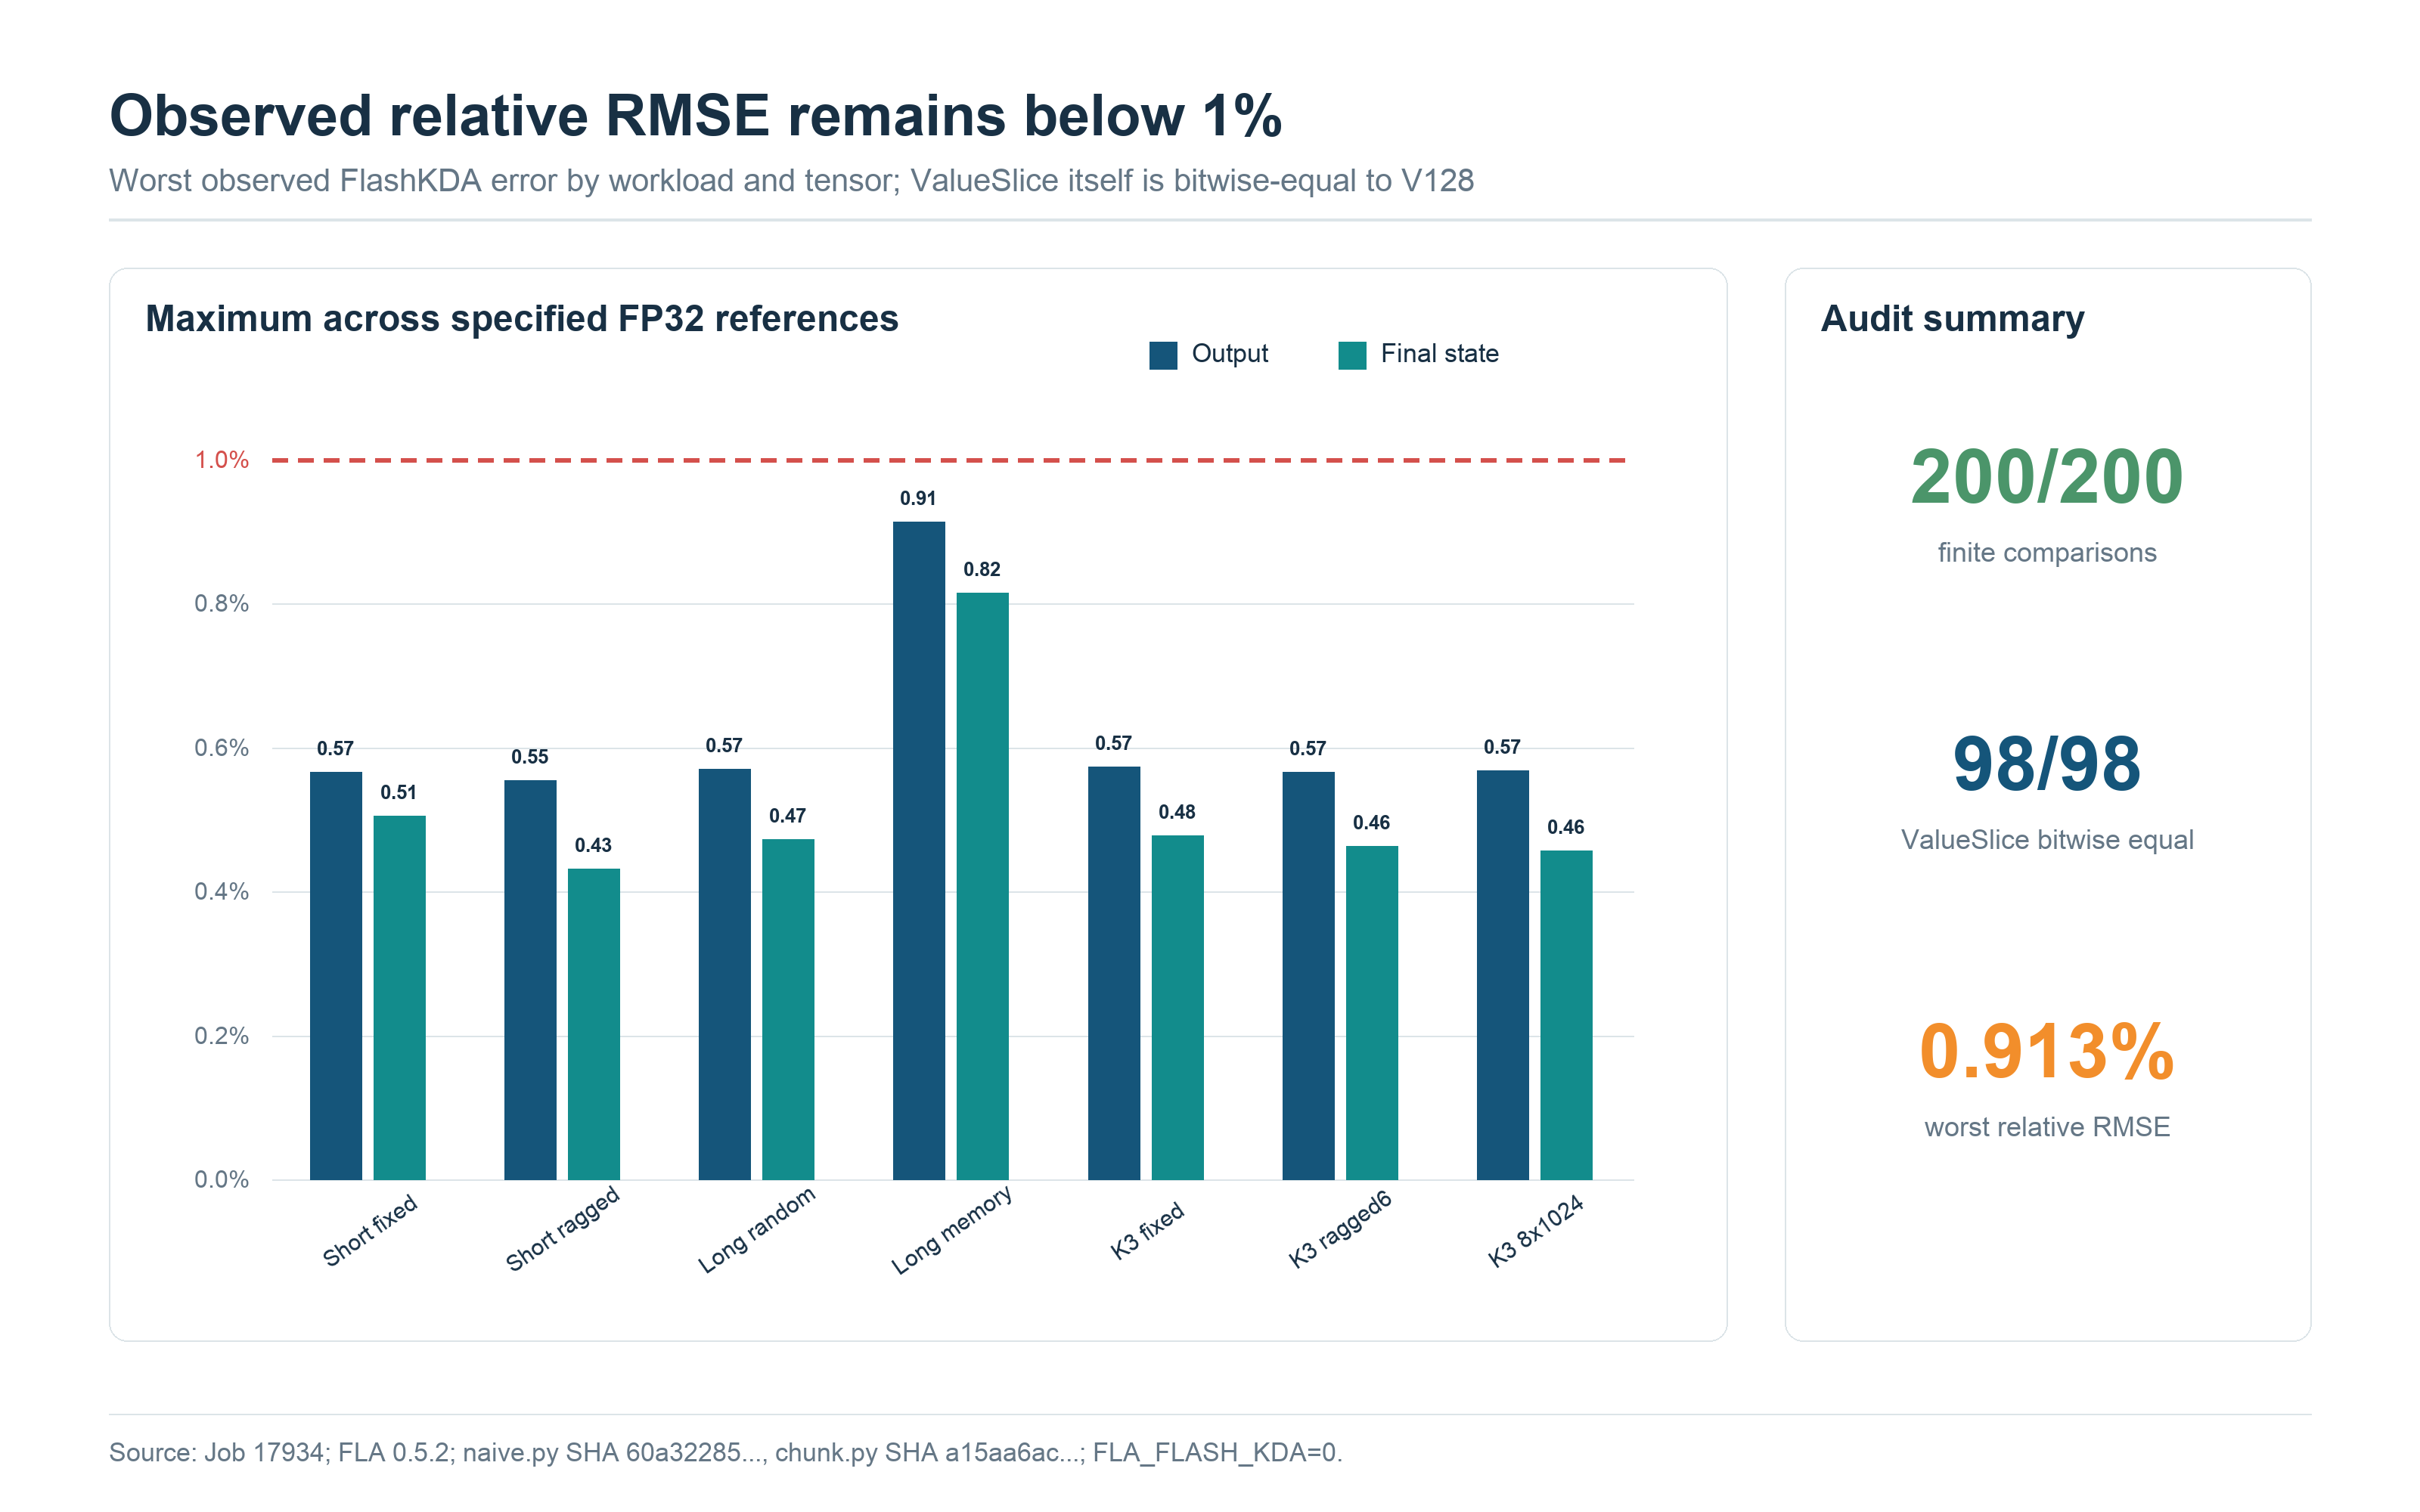 Observed relative RMSE remains below 1%
Worst observed FlashKDA error by workload and tensor; ValueSlice itself is bitwise-equal to V128
Maximum across specified FP32 references
Output
Final state
1.0%
0.8%
0.6%
0.4%
0.2%
0.0%
0.57
0.51
0.55
0.43
0.57
0.47
0.91
0.82
0.57
0.48
0.57
0.46
0.57
0.46
Short fixed
Short ragged
Long random
Long memory
K3 fixed
K3 ragged6
K3 8x1024
Audit summary
200/200
finite comparisons
98/98
ValueSlice bitwise equal
0.913%
worst relative RMSE
Source: Job 17934; FLA 0.5.2; naive.py SHA 60a32285..., chunk.py SHA a15aa6ac...; FLA_FLASH_KDA=0.